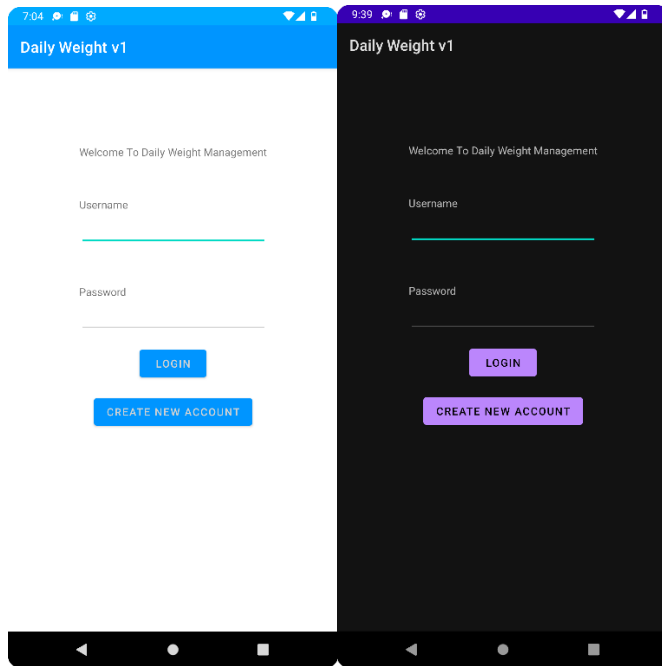 7:04
Daily Weight v1
Welcome To Daily Weight Management
Username
Password
LOGIN
CREATE NEW ACCOUNT
9:39
Daily Weight v1
Welcome To Daily Weight Management
Username
Password
LOGIN
CREATE NEW ACCOUNT